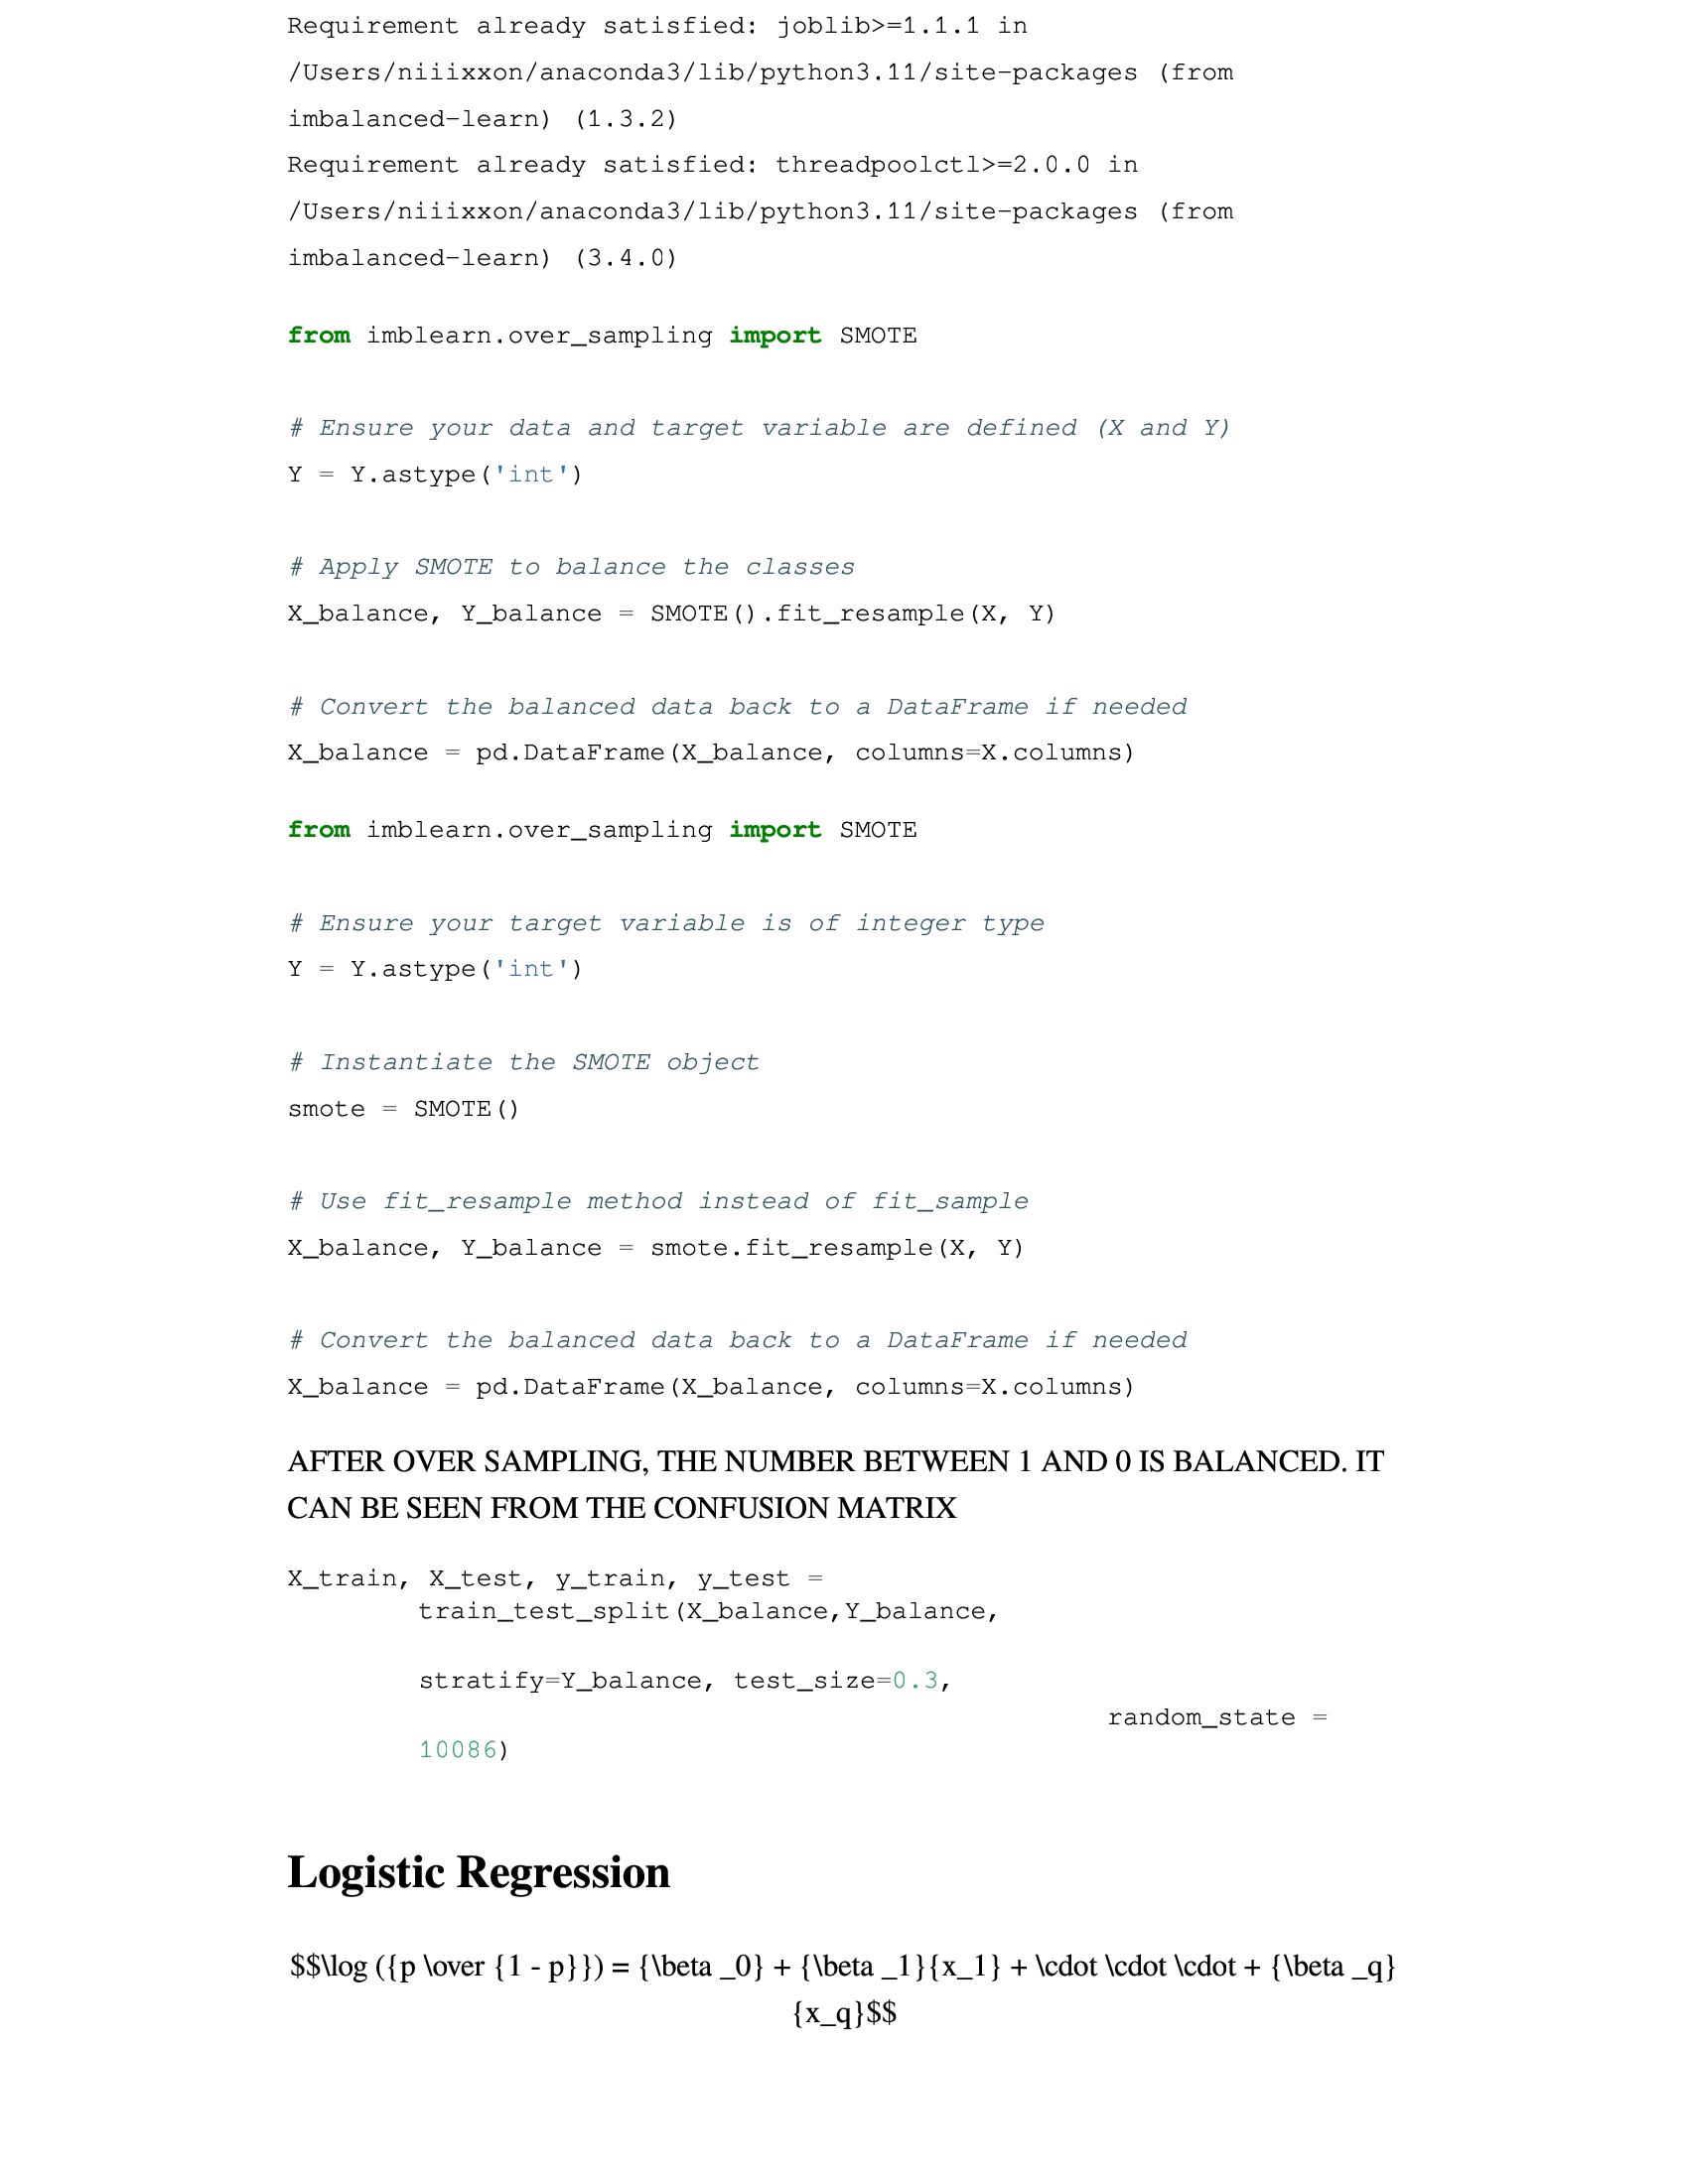 Requirement already satisfied: joblib>=1.1.1 in
/Users/niiixxon/anaconda3/lib/python3.11/site-packages (from
imbalanced-learn) (1.3.2)
Requirement already satisfied: threadpoolctl>=2.0.0 in
/Users/niiixxon/anaconda3/lib/python3.11/site-packages (from
imbalanced-learn) (3.4.0)
from imblearn.over_sampling import SMOTE
# Ensure your data and target variable are defined (X and Y)
Y = Y.astype('int')
# Apply SMOTE to balance the classes
X_balance, Y_balance = SMOTE().fit_resample(X, Y)
# Convert the balanced data back to a DataFrame if needed
X_balance = pd.DataFrame(X_balance, columns=X.columns)
from imblearn.over_sampling import SMOTE
# Ensure your target variable is of integer type
Y = Y.astype('int')
# Instantiate the SMOTE object
smote = SMOTE()
# Use fit_resample method instead of fit_sample
X_balance, Y_balance = smote.fit_resample(X, Y)
# Convert the balanced data back to a DataFrame if needed
X_balance = pd.DataFrame(X_balance, columns=X.columns)
AFTER OVER SAMPLING, THE NUMBER BETWEEN 1 AND 0 IS BALANCED. IT
CAN BE SEEN FROM THE CONFUSION MATRIX
X_train, X_test, y_train, y_test =
train_test_split(X_balance,Y_balance,
stratify=Y_balance, test_size=0.3,
random_state =
10086)
Logistic Regression
$$\log ({p \over {1 - p}}) = {\beta _0} + {\beta _1}{x_1} + \cdot \cdot \cdot + {\beta _q}
{x_q}$$